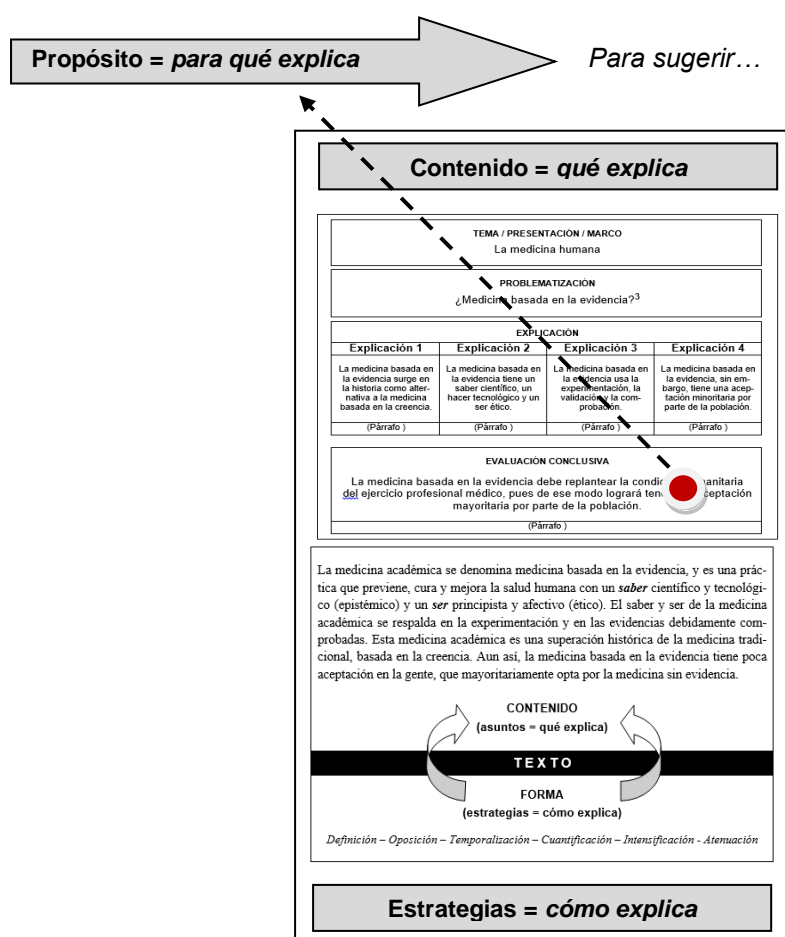 Propósito = para qué explica
Para sugerir…
Contenido = qué explica
TEMA / PRESENTACIÓN / MARCO
La medicina humana
PROBLEMATIZACIÓN
¿Medicina basada en la evidencia?3
EXPLICACIÓN
Explicación 1
La medicina basada en
la evidencia surge en
la historia como alter-
nativa a la medicina
basada en la creencia.
(Párrafo )
Explicación 2
La medicina basada en
la evidencia tiene un
saber científico, un
hacer tecnológico y un
ser ético.
(Párrafo )
Explicación 3
La medicina basada en
la evidencia usa la
experimentación, la
validación y la com-
probación.
(Párrafo )
Explicación 4
La medicina basada en
la evidencia, sin em-
bargo, tiene una acep-
tación minoritaria por
parte de la población.
(Párrafo )
EVALUACIÓN CONCLUSIVA
La medicina basada en la evidencia debe replantear la
del ejercicio profesional médico, pues de ese modo logrará
mayoritaria por parte de la población.
(Párrafo )
La medicina académica se denomina medicina basada en la evidencia, y es una prác-
tica que previene, cura y mejora la salud humana con un saber científico y tecnológi-
co (epistémico) y un ser principista y afectivo (ético). El saber y ser de la medicina
académica se respalda en la experimentación y en las evidencias debidamente com-
probadas. Esta medicina académica es una superación histórica de la medicina tradi-
cional, basada en la creencia. Aun así, la medicina basada en la evidencia tiene poca
aceptación en la gente, que mayoritariamente opta por la medicina sin evidencia.
CONTENIDO
(asuntos = qué explica)
TEXTO
FORMA
(estrategias = cómo explica)
Definición – Oposición – Temporalización – Cuantificación – Intensificación - Atenuación
Estrategias = cómo explica